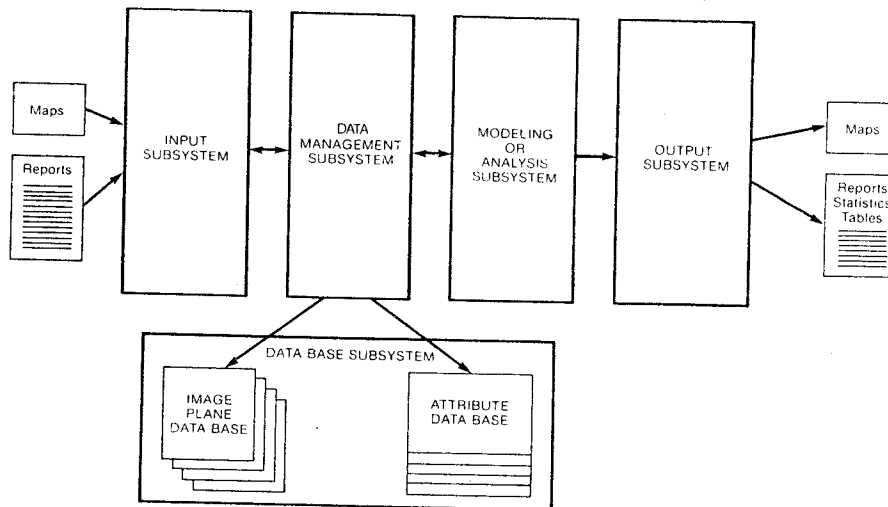 Maps
Reports
INPUT
SUBSYSTEM
DATA
MANAGEMENT
SUBSYSTEM
MODELING
OR
ANALYSIS
SUBSYSTEM
OUTPUT
SUBSYSTEM
Maps
Reports
Statistics
Tables
DATA BASE SUBSYSTEM
IMAGE
PLANE
DATA BASE
ATTRIBUTE
DATA BASE